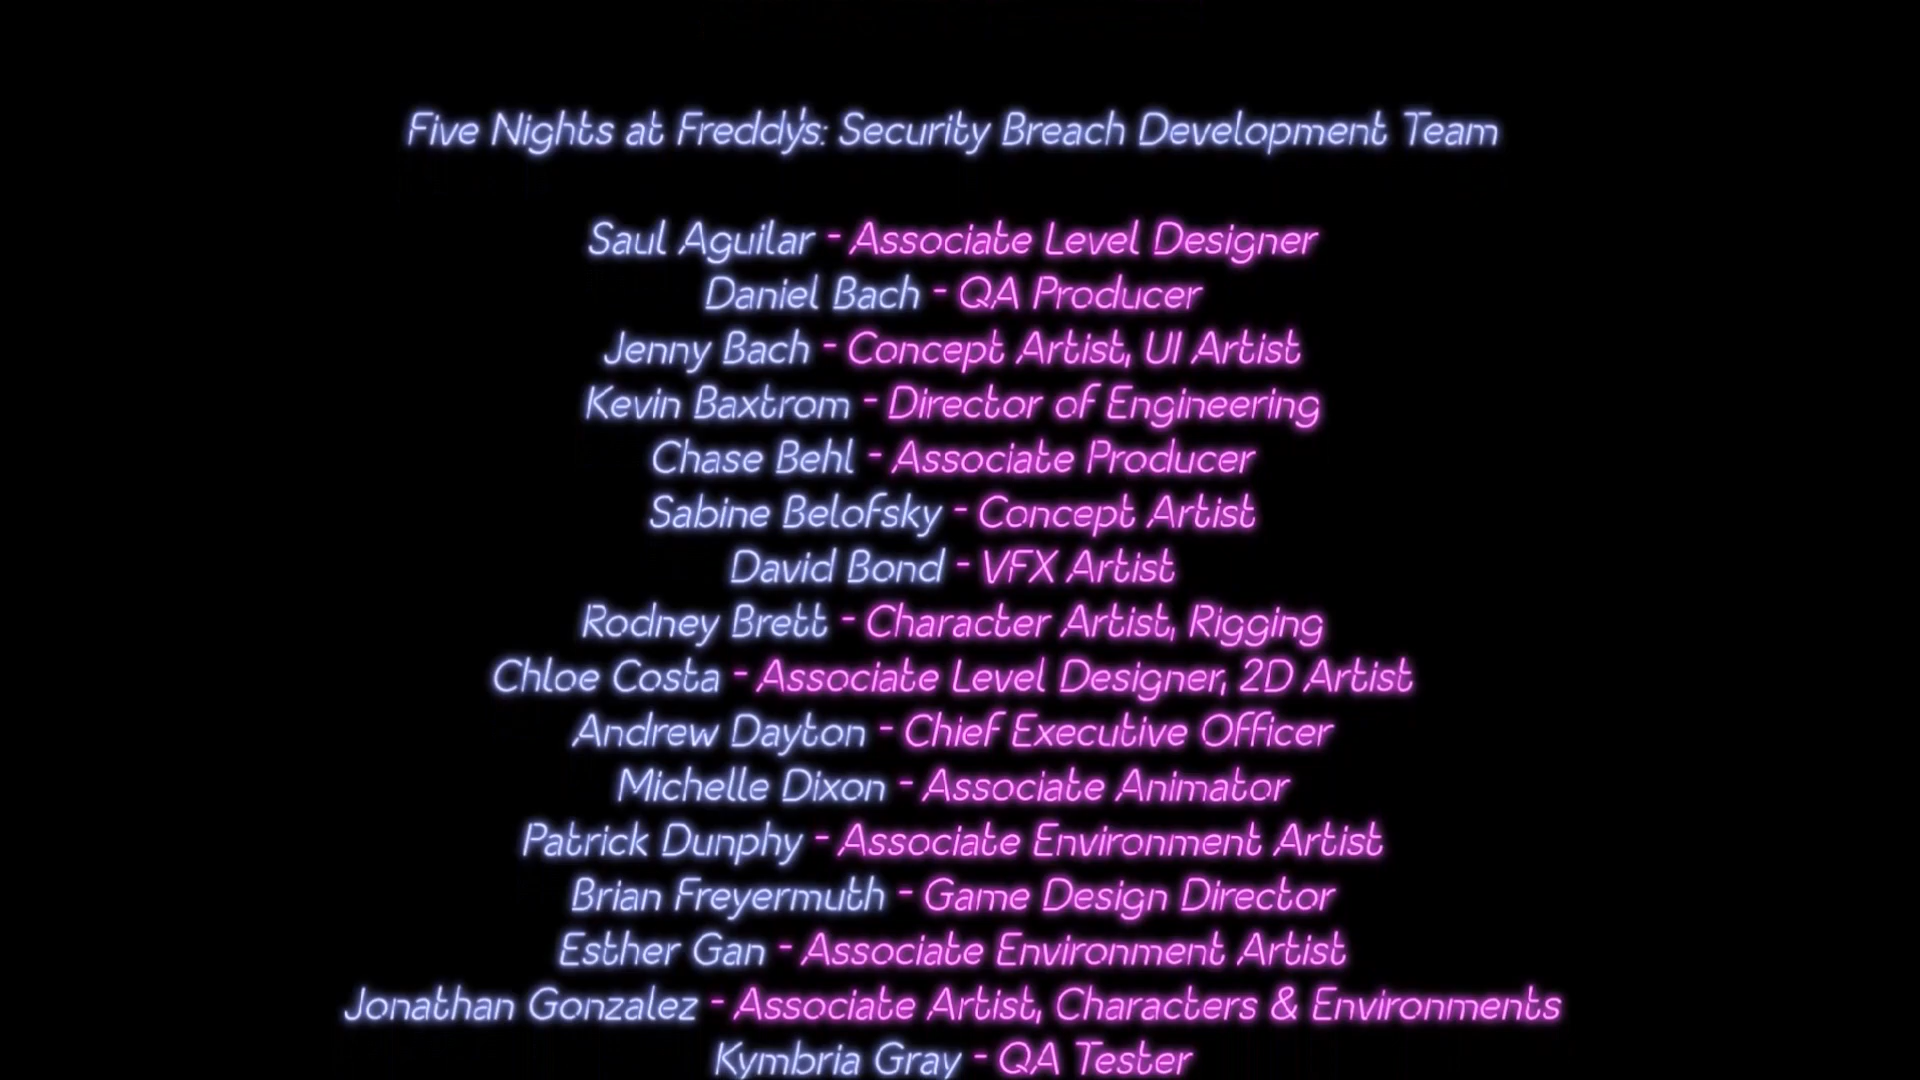 Five Nights at Freddy's: Security Breach Development Team
Saul Aguilar - Associate Level Designer
Daniel Bach - QA Producer
Jenny Bach - Concept Artist, UI Artist
Kevin Baxtrom - Director of Engineering
Chase Behl - Associate Producer
Sabine Belofsky - Concept Artist
David Bond - VFX Artist
Rodney Brett - Character Artist, Rigging
Chloe Costa - Associate Level Designer, 2D Artist
Andrew Dayton - Chief Executive Officer
Michelle Dixon - Associate Animator
Patrick Dunphy - Associate Environment Artist
Brian Freyermuth - Game Design Director
Esther Gan - Associate Environment Artist
Jonathan Gonzalez - Associate Artist, Characters & Environments
Kymbria Gray - QA Tester